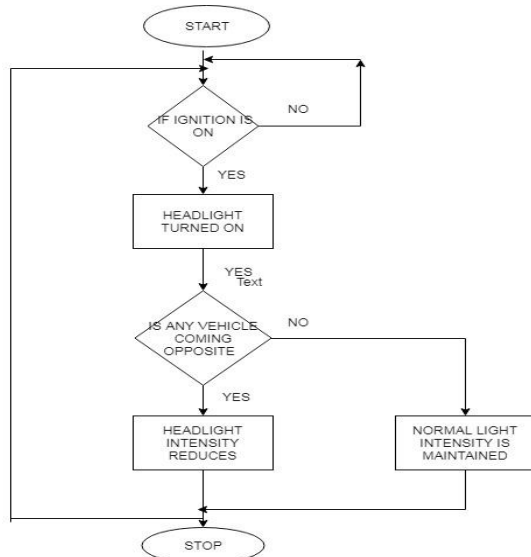 START
IF IGNITION IS
ON
NO
YES
HEADLIGHT
TURNED ON
YES
Text
IS ANY VEHICLE
COMING
OPPOSITE
NO
YES
HEADLIGHT
INTENSITY
REDUCES
NORMAL LIGHT
INTENSITY IS
MAINTAINED
STOP